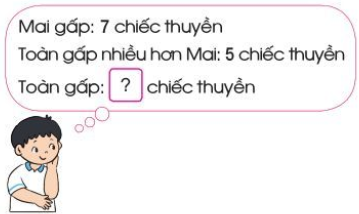 Mai gấp: 7 chiếc thuyền
Toàn gấp nhiều hơn Mai: 5 chiếc thuyền
Toàn gấp: ? chiếc thuyền